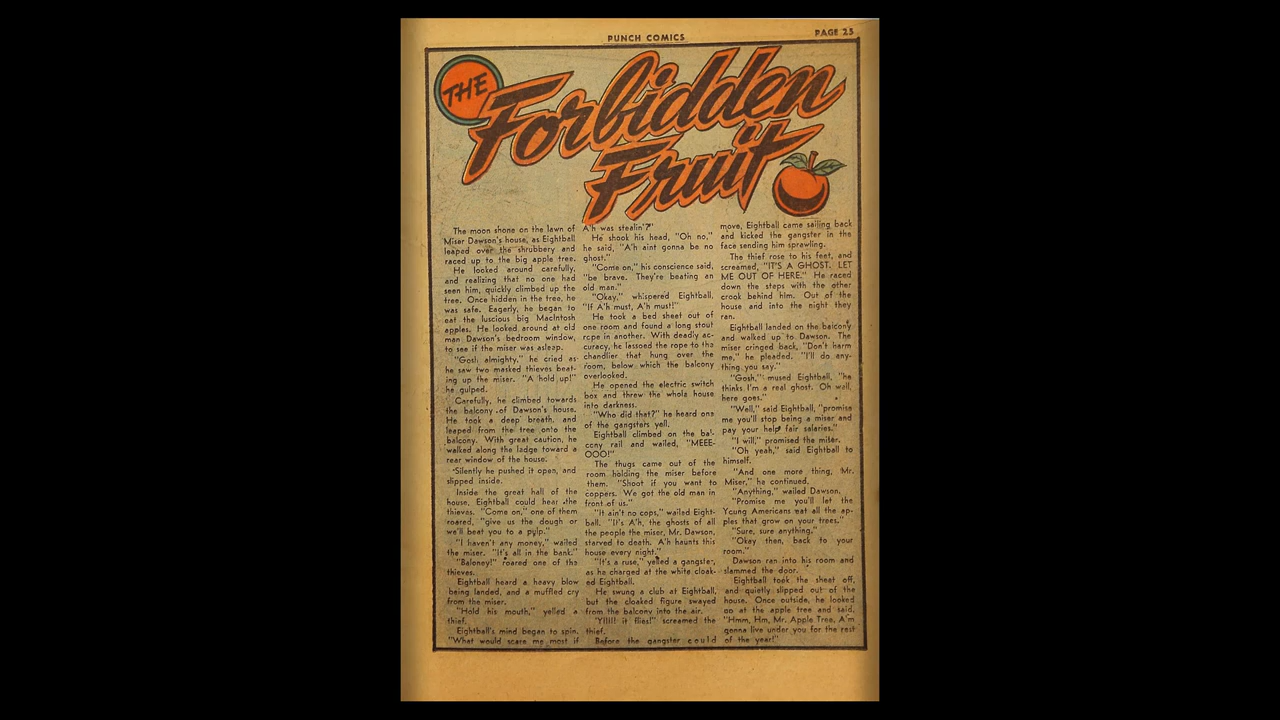 PUNCH COMICS
PAGE 25
THE
Forbidden
Fruit
The moon shone on the lawn of
Miser Dawson's house, as Eightball
leaped over the shrubbery and
raced up to the big apple tree.
He looked around carefully,
and realizing that no one had
seen him, quickly climbed up the
tree. Once hidden in the tree, he
was safe. Eagerly, he began to
eat the luscious big MacIntosh
apples. He looked around at old
man Dawson's bedroom window,
to see if the miser was asleep.
"Gosh almighty," he cried as
he saw two masked thieves beat-
ing up the miser. "A hold up!"
he gulped.
Carefully, he climbed towards
the balcony of Dawson's house.
He took a deep breath, and
leaped from the tree onto the
balcony. With great caution, he
walked along the ladge toward a
rear window of the house.
Silently he pushed it open, and
slipped inside.
Inside the great hall of the
house, Eightball could hear the
thieves. "Come on," one of them
roared, "give us the dough or
we'll beat you to a pulp."
"I haven't any money," wailed
the miser. "It's all in the bank."
"Baloney!" roared one of the
thieves.
Eightball heard a heavy blow
being landed, and a muffled cry
from the miser.
"Hold his mouth," yelled a
thief.
Eightball's mind began to spin.
"What would scare me most if
A'h was stealin'?"
He shook his head, "Oh no,"
he said, "A'h aint gonna be no
ghost."
"Come on," his conscience said,
"be brave. They're beating an
old man."
"Okay," whispered Eightball,
"If A'h must, A'h must!"
He took a bed sheet out of
one room and found a long stout
rope in another. With deadly ac-
curacy, he lassoed the rope to the
chandlier that hung over the
room, below which the balcony
overlooked.
He opened the electric switch
box and threw the whole house
into darkness.
"Who did that?" he heard one
of the gangsters yell.
Eightball climbed on the bal-
cony rail and wailed, "MEEE-
OOO!"
The thugs came out of the
room holding the miser before
them. "Shoot if you want to
coppers. We got the old man in
front of us."
"It ain't no cops," wailed Eight-
ball. "It's A'h, the ghosts of all
the people the miser, Mr. Dawson,
starved to death. A'h haunts this
house every night."
"It's a ruse," yelled a gangster,
as he charged at the white cloak-
ed Eightball.
He swung a club at Eightball,
but the cloaked figure swayed
from the balcony into the air.
"YIIII! it flies!" screamed the
thief.
Before the gangster could
move, Eightball came sailing back
and kicked the gangster in the
face sending him sprawling.
The thief rose to his feet, and
screamed, "IT'S A GHOST. LET
ME OUT OF HERE." He raced
down the steps with the other
crook behind him. Out of the
house and into the night they
ran.
Eightball landed on the balcony
and walked up to Dawson. The
miser cringed back, "Don't harm
me," he pleaded. "I'll do any-
thing you say."
"Gosh," mused Eightball, "he
thinks I'm a real ghost. Oh well,
here goes."
"Well," said Eightball, "promise
me you'll stop being a miser and
pay your help fair salaries."
"I will," promised the miser.
"Oh yeah," said Eightball to
himself.
"And one more thing, Mr.
Miser," he continued.
"Anything," wailed Dawson.
"Promise me you'll let the
Young Americans eat all the ap-
ples that grow on your trees."
"Sure, sure anything."
"Okay then, back to your
room."
Dawson ran into his room and
slammed the door.
Eightball took the sheet off,
and quietly slipped out of the
house. Once outside, he looked
up at the apple tree and said,
"Hmm, Hm, Mr. Apple Tree, A'm
gonna live under you for the rest
of the year!"